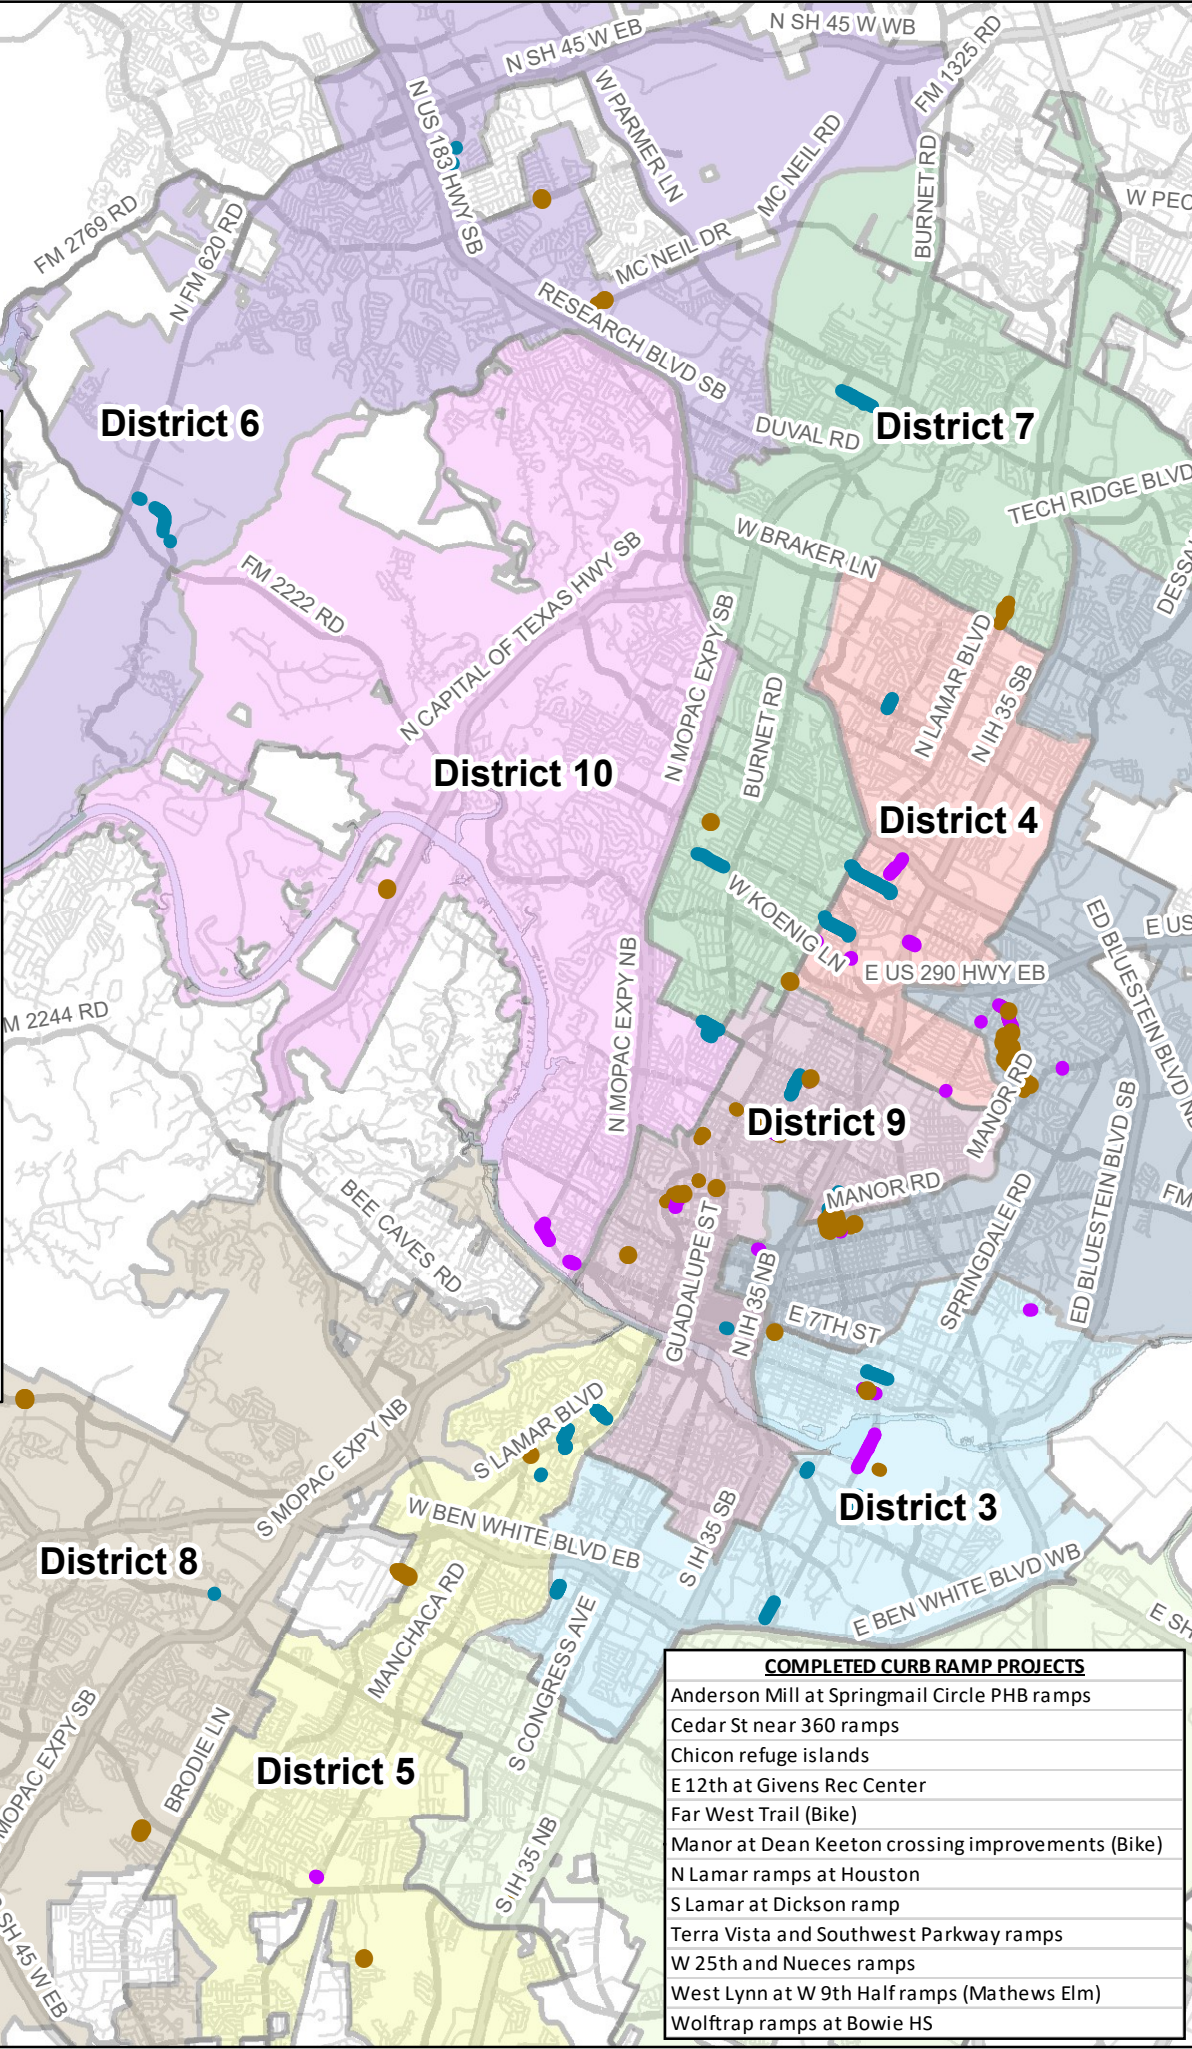 N SH 45 W EB
N SH 45 W WB
FM 1325 RD
N US 183 HWY SB
W PARMER LN
MC NEIL RD
BURNET RD
FM 2769 RD
N FM 620 RD
MC NEIL DR
RESEARCH BLVD SB
District 6
DUVAL RD
District 7
TECH RIDGE BLVD
W BRAKER LN
FM 2222 RD
N CAPITAL OF TEXAS HWY SB
N MOPAC EXPY SB
BURNET RD
N LAMAR BLVD
N IH 35 SB
District 10
District 4
W KOENIG LN
E US 290 HWY EB
E US
ED BLUESTEIN BLVD N
M 2244 RD
N MOPAC EXPY NB
MANOR RD
ED BLUESTEIN BLVD SB
District 9
BEE CAVES RD
MANOR RD
SPRINGDALE RD
FM
GUADALUPE ST
N IH 35 NB
E 7TH ST
S LAMAR BLVD
S MOPAC EXPY NB
W BEN WHITE BLVD EB
S IH 35 SB
District 3
District 8
E BEN WHITE BLVD WB
E SH
MANCHACA RD
S CONGRESS AVE
MOPAC EXPY SB
BRODIE LN
District 5
S IH 35 NB
SH 45 W EB
COMPLETED CURB RAMP PROJECTS
Anderson Mill at Springmail Circle PHB ramps
Cedar St near 360 ramps
Chicon refuge islands
E 12th at Givens Rec Center
Far West Trail (Bike)
Manor at Dean Keeton crossing improvements (Bike)
N Lamar ramps at Houston
S Lamar at Dickson ramp
Terra Vista and Southwest Parkway ramps
W 25th and Nueces ramps
West Lynn at W 9th Half ramps (Mathews Elm)
Wolftrap ramps at Bowie HS